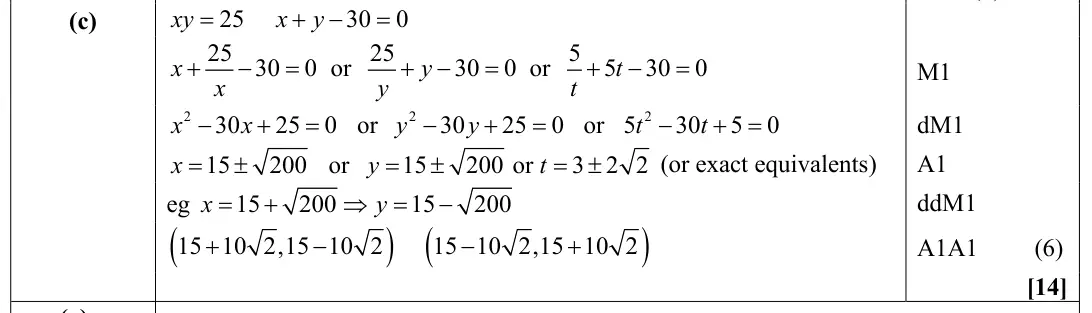 (c) xy = 25   x + y − 30 = 0
x + 25/x − 30 = 0 or 25/y + y − 30 = 0 or 5/t + 5t − 30 = 0   M1
x² − 30x + 25 = 0 or y² − 30y + 25 = 0 or 5t² − 30t + 5 = 0   dM1
x = 15 ± √200 or y = 15 ± √200 or t = 3 ± 2√2 (or exact equivalents)   A1
eg x = 15 + √200 ⇒ y = 15 − √200   ddM1
(15 + 10√2, 15 − 10√2)   (15 − 10√2, 15 + 10√2)   A1A1   (6)
[14]